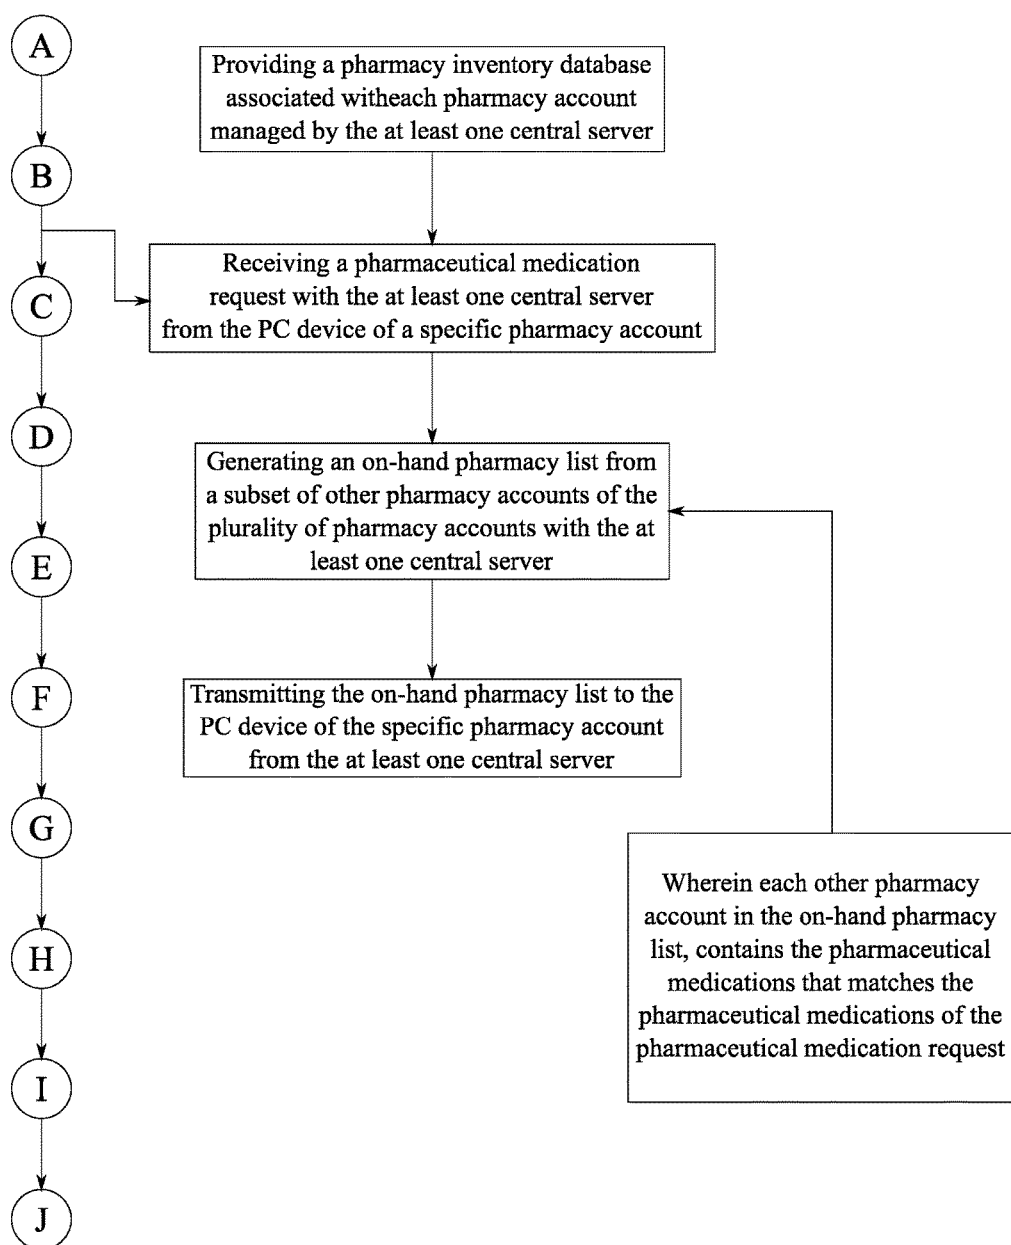 A
Providing a pharmacy inventory database
associated witheach pharmacy account
managed by the at least one central server
B
Receiving a pharmaceutical medication
request with the at least one central server
from the PC device of a specific pharmacy account
C
D
Generating an on-hand pharmacy list from
a subset of other pharmacy accounts of the
plurality of pharmacy accounts with the at
least one central server
E
F
Transmitting the on-hand pharmacy list to the
PC device of the specific pharmacy account
from the at least one central server
G
Wherein each other pharmacy
account in the on-hand pharmacy
list, contains the pharmaceutical
medications that matches the
pharmaceutical medications of the
pharmaceutical medication request
H
I
J